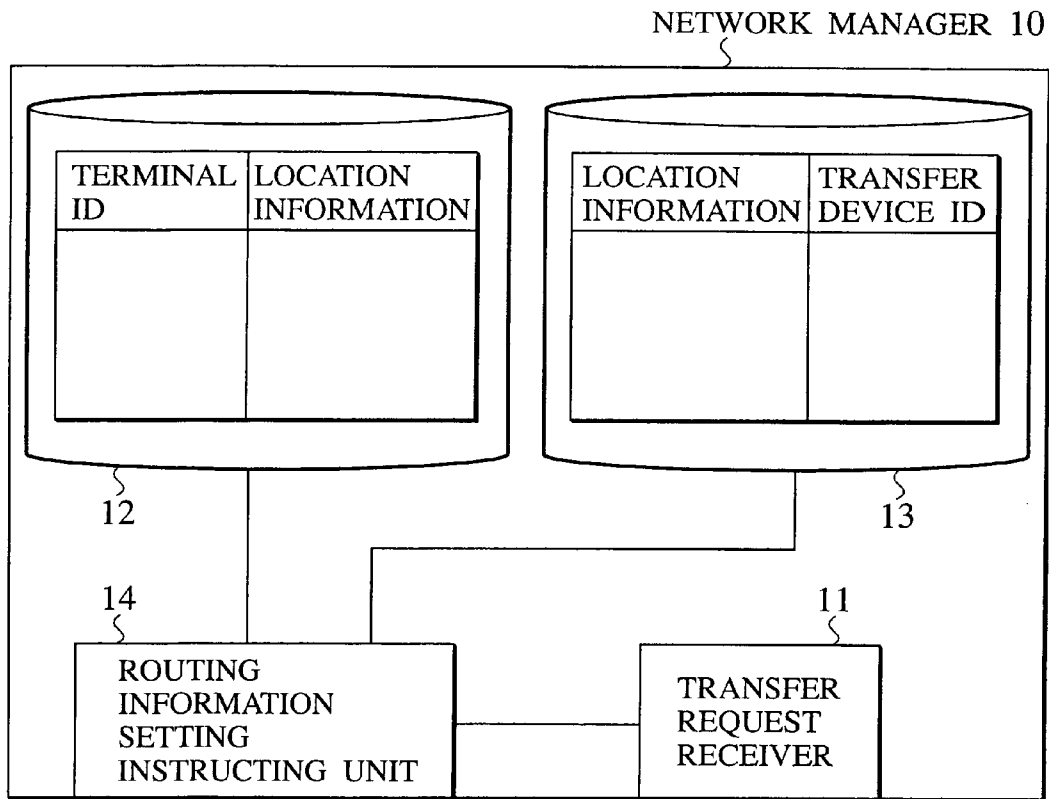 NETWORK MANAGER 10
TERMINAL ID
LOCATION INFORMATION
LOCATION INFORMATION
TRANSFER DEVICE ID
12
13
14
11
ROUTING
INFORMATION
SETTING
INSTRUCTING UNIT
TRANSFER
REQUEST
RECEIVER